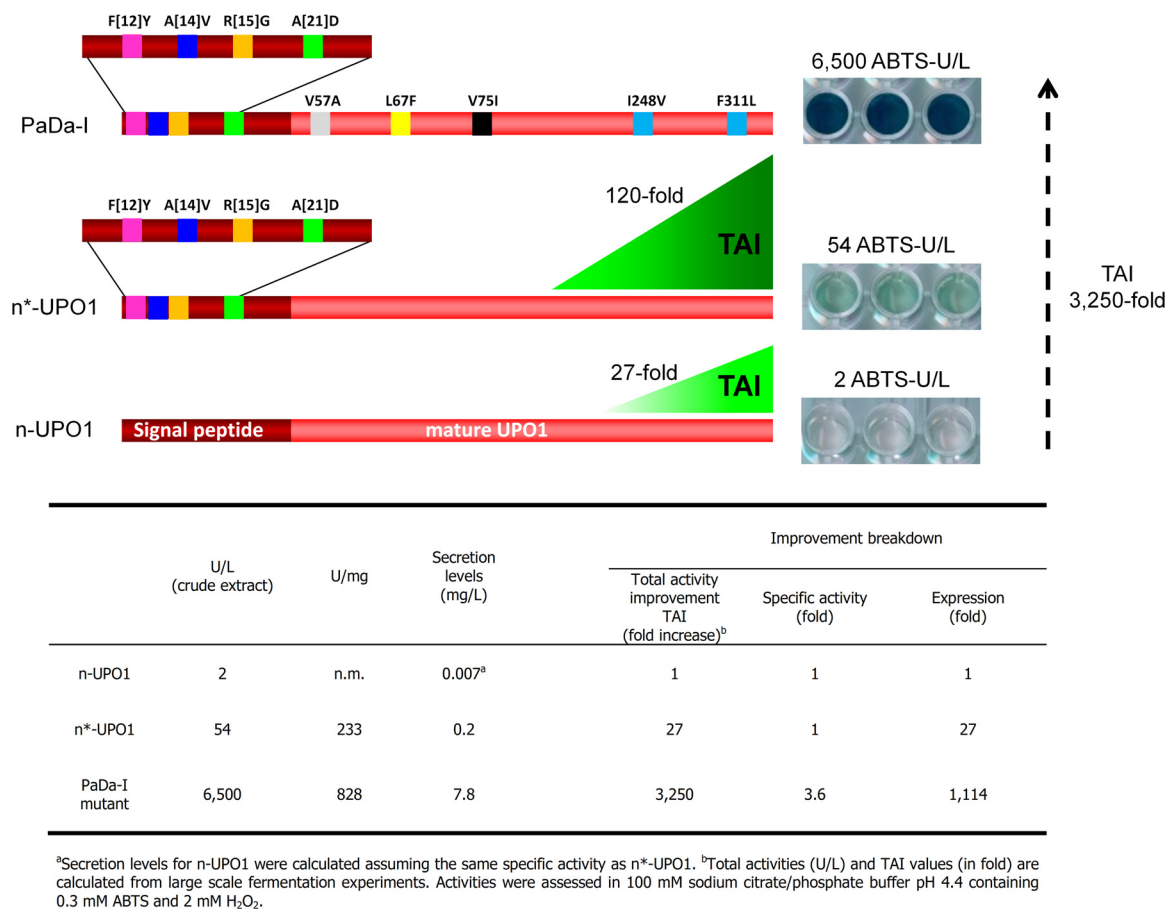 F[12]Y A[14]V R[15]G A[21]D
6,500 ABTS-U/L
V57A L67F V75I I248V F311L
PaDa-I
120-fold
F[12]Y A[14]V R[15]G A[21]D
TAI
54 ABTS-U/L
TAI
3,250-fold
n*-UPO1
27-fold
TAI
2 ABTS-U/L
n-UPO1
Signal peptide mature UPO1
Improvement breakdown
U/L
(crude extract)
U/mg
Secretion
levels
(mg/L)
Total activity
improvement
TAI
(fold increase)b
Specific activity
(fold)
Expression
(fold)
n-UPO1 2 n.m. 0.007a 1 1 1
n*-UPO1 54 233 0.2 27 1 27
PaDa-I
mutant 6,500 828 7.8 3,250 3.6 1,114
aSecretion levels for n-UPO1 were calculated assuming the same specific activity as n*-UPO1. bTotal activities (U/L) and TAI values (in fold) are
calculated from large scale fermentation experiments. Activities were assessed in 100 mM sodium citrate/phosphate buffer pH 4.4 containing
0.3 mM ABTS and 2 mM H₂O₂.